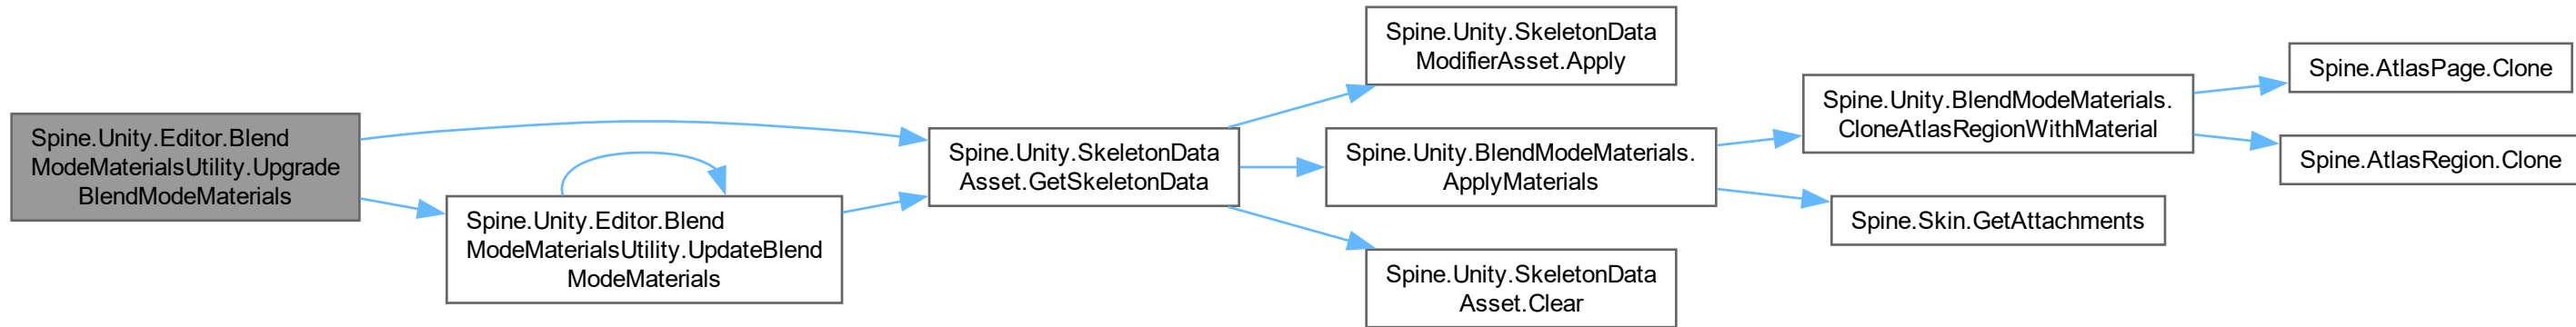 Spine.Unity.Editor.Blend
ModeMaterialsUtility.Upgrade
BlendModeMaterials
Spine.Unity.Editor.Blend
ModeMaterialsUtility.UpdateBlend
ModeMaterials
Spine.Unity.SkeletonData
Asset.GetSkeletonData
Spine.Unity.SkeletonData
ModifierAsset.Apply
Spine.Unity.BlendModeMaterials.
ApplyMaterials
Spine.Unity.SkeletonData
Asset.Clear
Spine.Unity.BlendModeMaterials.
CloneAtlasRegionWithMaterial
Spine.Skin.GetAttachments
Spine.AtlasPage.Clone
Spine.AtlasRegion.Clone